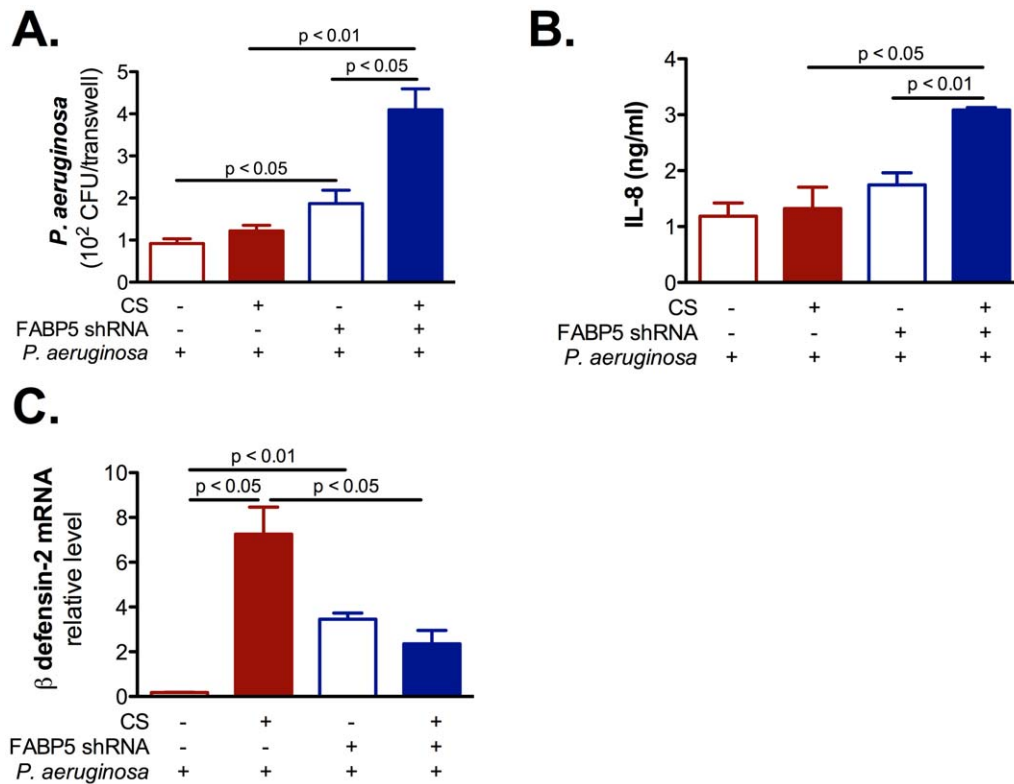 A.
p < 0.01
p < 0.05
p < 0.05
P. aeruginosa
(10² CFU/transwell)
5
4
3
2
1
0
CS - + - +
FABP5 shRNA - - + +
P. aeruginosa + + + +
B.
p < 0.05
p < 0.01
IL-8 (ng/ml)
4
3
2
1
0
CS - + - +
FABP5 shRNA - - + +
P. aeruginosa + + + +
C.
p < 0.01
p < 0.05 p < 0.05
β defensin-2 mRNA
relative level
10
8
6
4
2
0
CS - + - +
FABP5 shRNA - - + +
P. aeruginosa + + + +